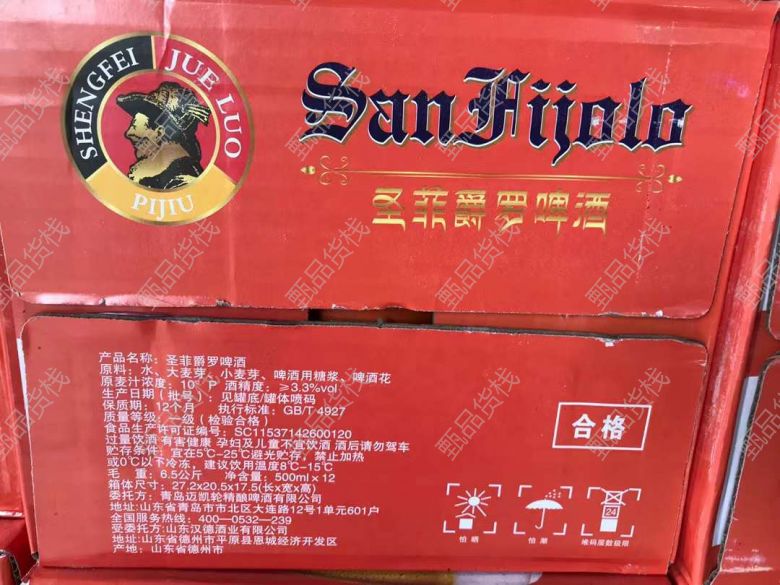 SHENGFEI JUE LUO
PIJIU
San Fijolo
圣菲爵罗啤酒
产品名称：圣菲爵罗啤酒
原料：水、大麦芽、小麦芽、啤酒用糖浆、啤酒花
原麦汁浓度：10°P 酒精度：≥3.3%vol
生产日期（批号）：见罐底/罐体喷码
保质期：12个月 执行标准：GB/T 4927
质量等级：一级（检验合格）
食品生产许可证编号：SC11537142600120
过量饮酒 有害健康 孕妇及儿童不宜饮酒 酒后请勿驾车
贮存条件：宜在5℃-25℃避光贮存，禁止加热
或0℃以下冷冻，建议饮用温度8℃-15℃
毛 重：6.5公斤 净含量：500ml×12
箱体尺寸：27.2x20.5x17.5(长x宽x高)
委托方：青岛迈凯轮精酿啤酒有限公司
地址：山东省青岛市市北区大连路12号1单元601户
全国服务热线：400—0532—239
受委托方：山东汉德酒业有限公司
地址：山东省德州市平原县恩城经济开发区
产地：山东省德州市
合格
怕晒 怕雨 堆码层数极限
24
甄品货栈